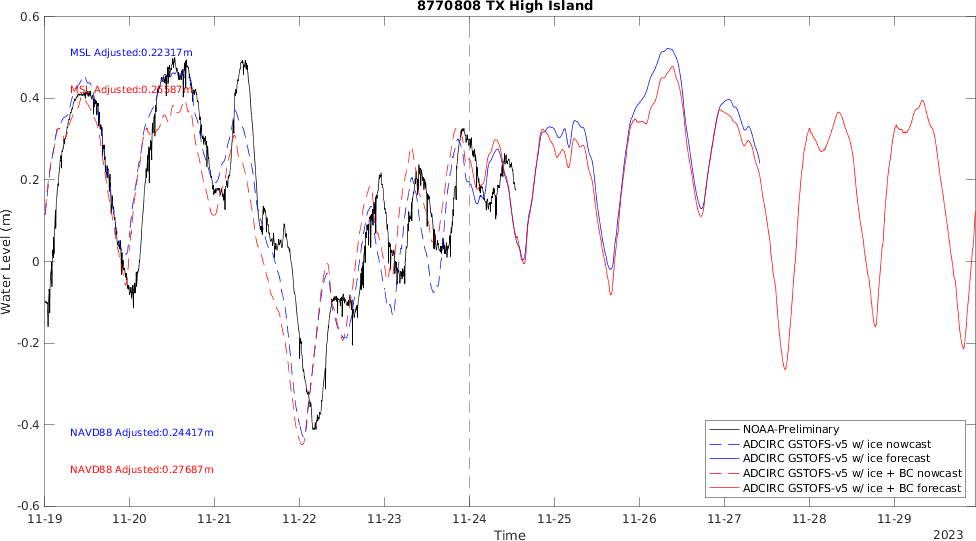 8770808 TX High Island
0.6
MSL Adjusted:0.22317m
MSL Adjusted:0.25587m
0.4
0.2
0
-0.2
-0.4
-0.6
Water Level (m)
NAVD88 Adjusted:0.24417m
NAVD88 Adjusted:0.27687m
NOAA-Preliminary
ADCIRC GSTOFS-v5 w/ ice nowcast
ADCIRC GSTOFS-v5 w/ ice forecast
ADCIRC GSTOFS-v5 w/ ice + BC nowcast
ADCIRC GSTOFS-v5 w/ ice + BC forecast
11-19 11-20 11-21 11-22 11-23 11-24 11-25 11-26 11-27 11-28 11-29
Time
2023